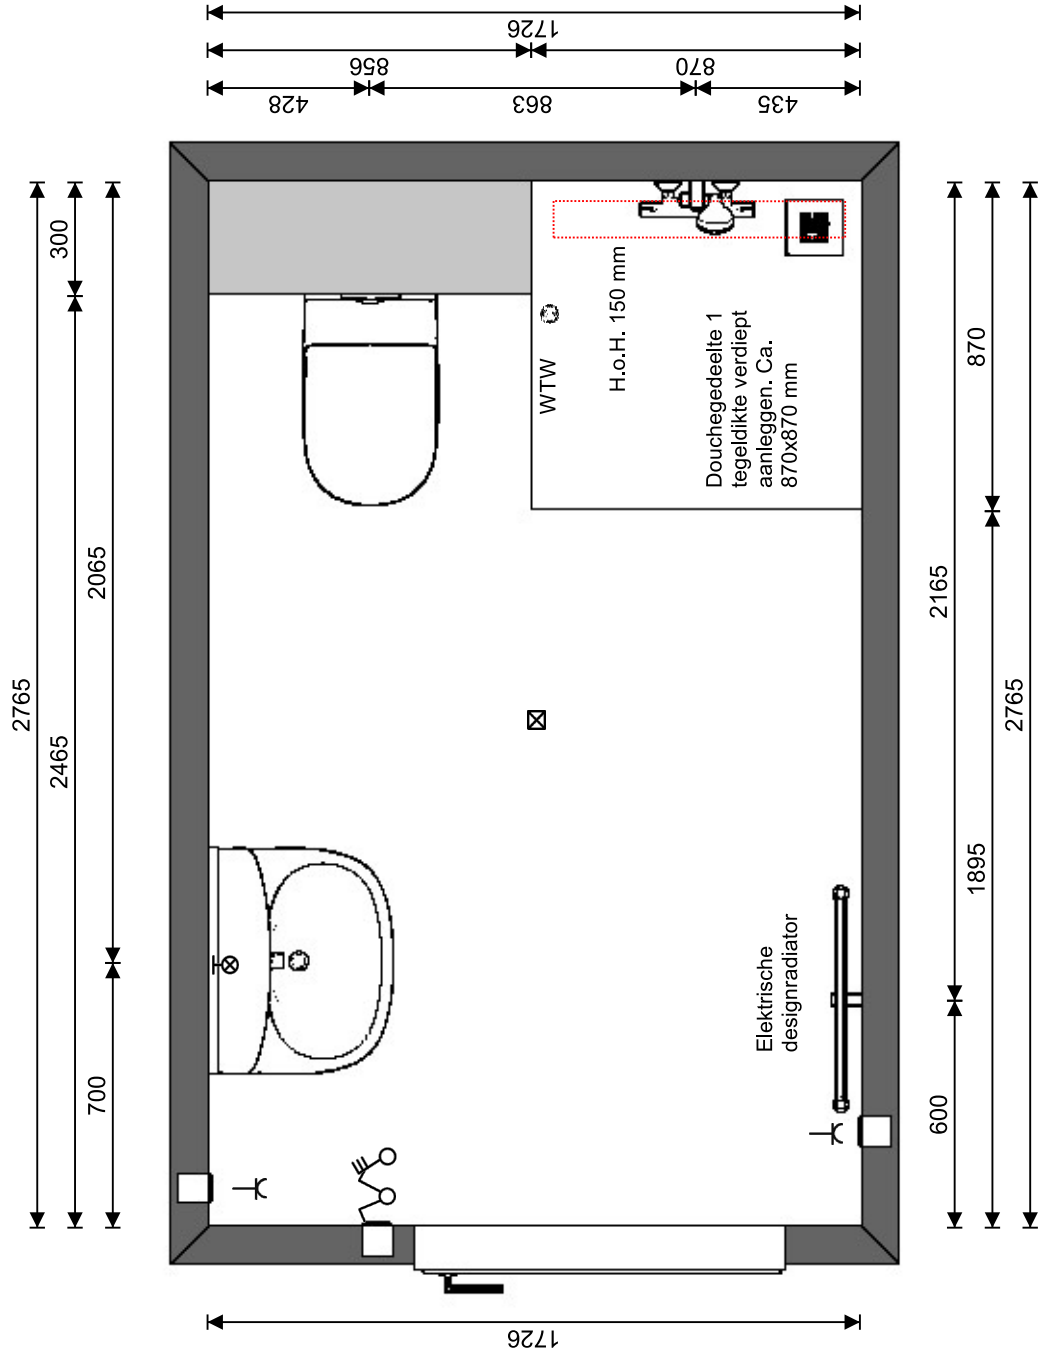 1726
856
870
428
863
435
300
2065
2765
2465
700
WTW
H.o.H. 150 mm
Douchegedeelte 1
tegeldikte verdiept
aanleggen. Ca.
870x870 mm
870
2165
2765
1895
600
Elektrische
designradiator
1726